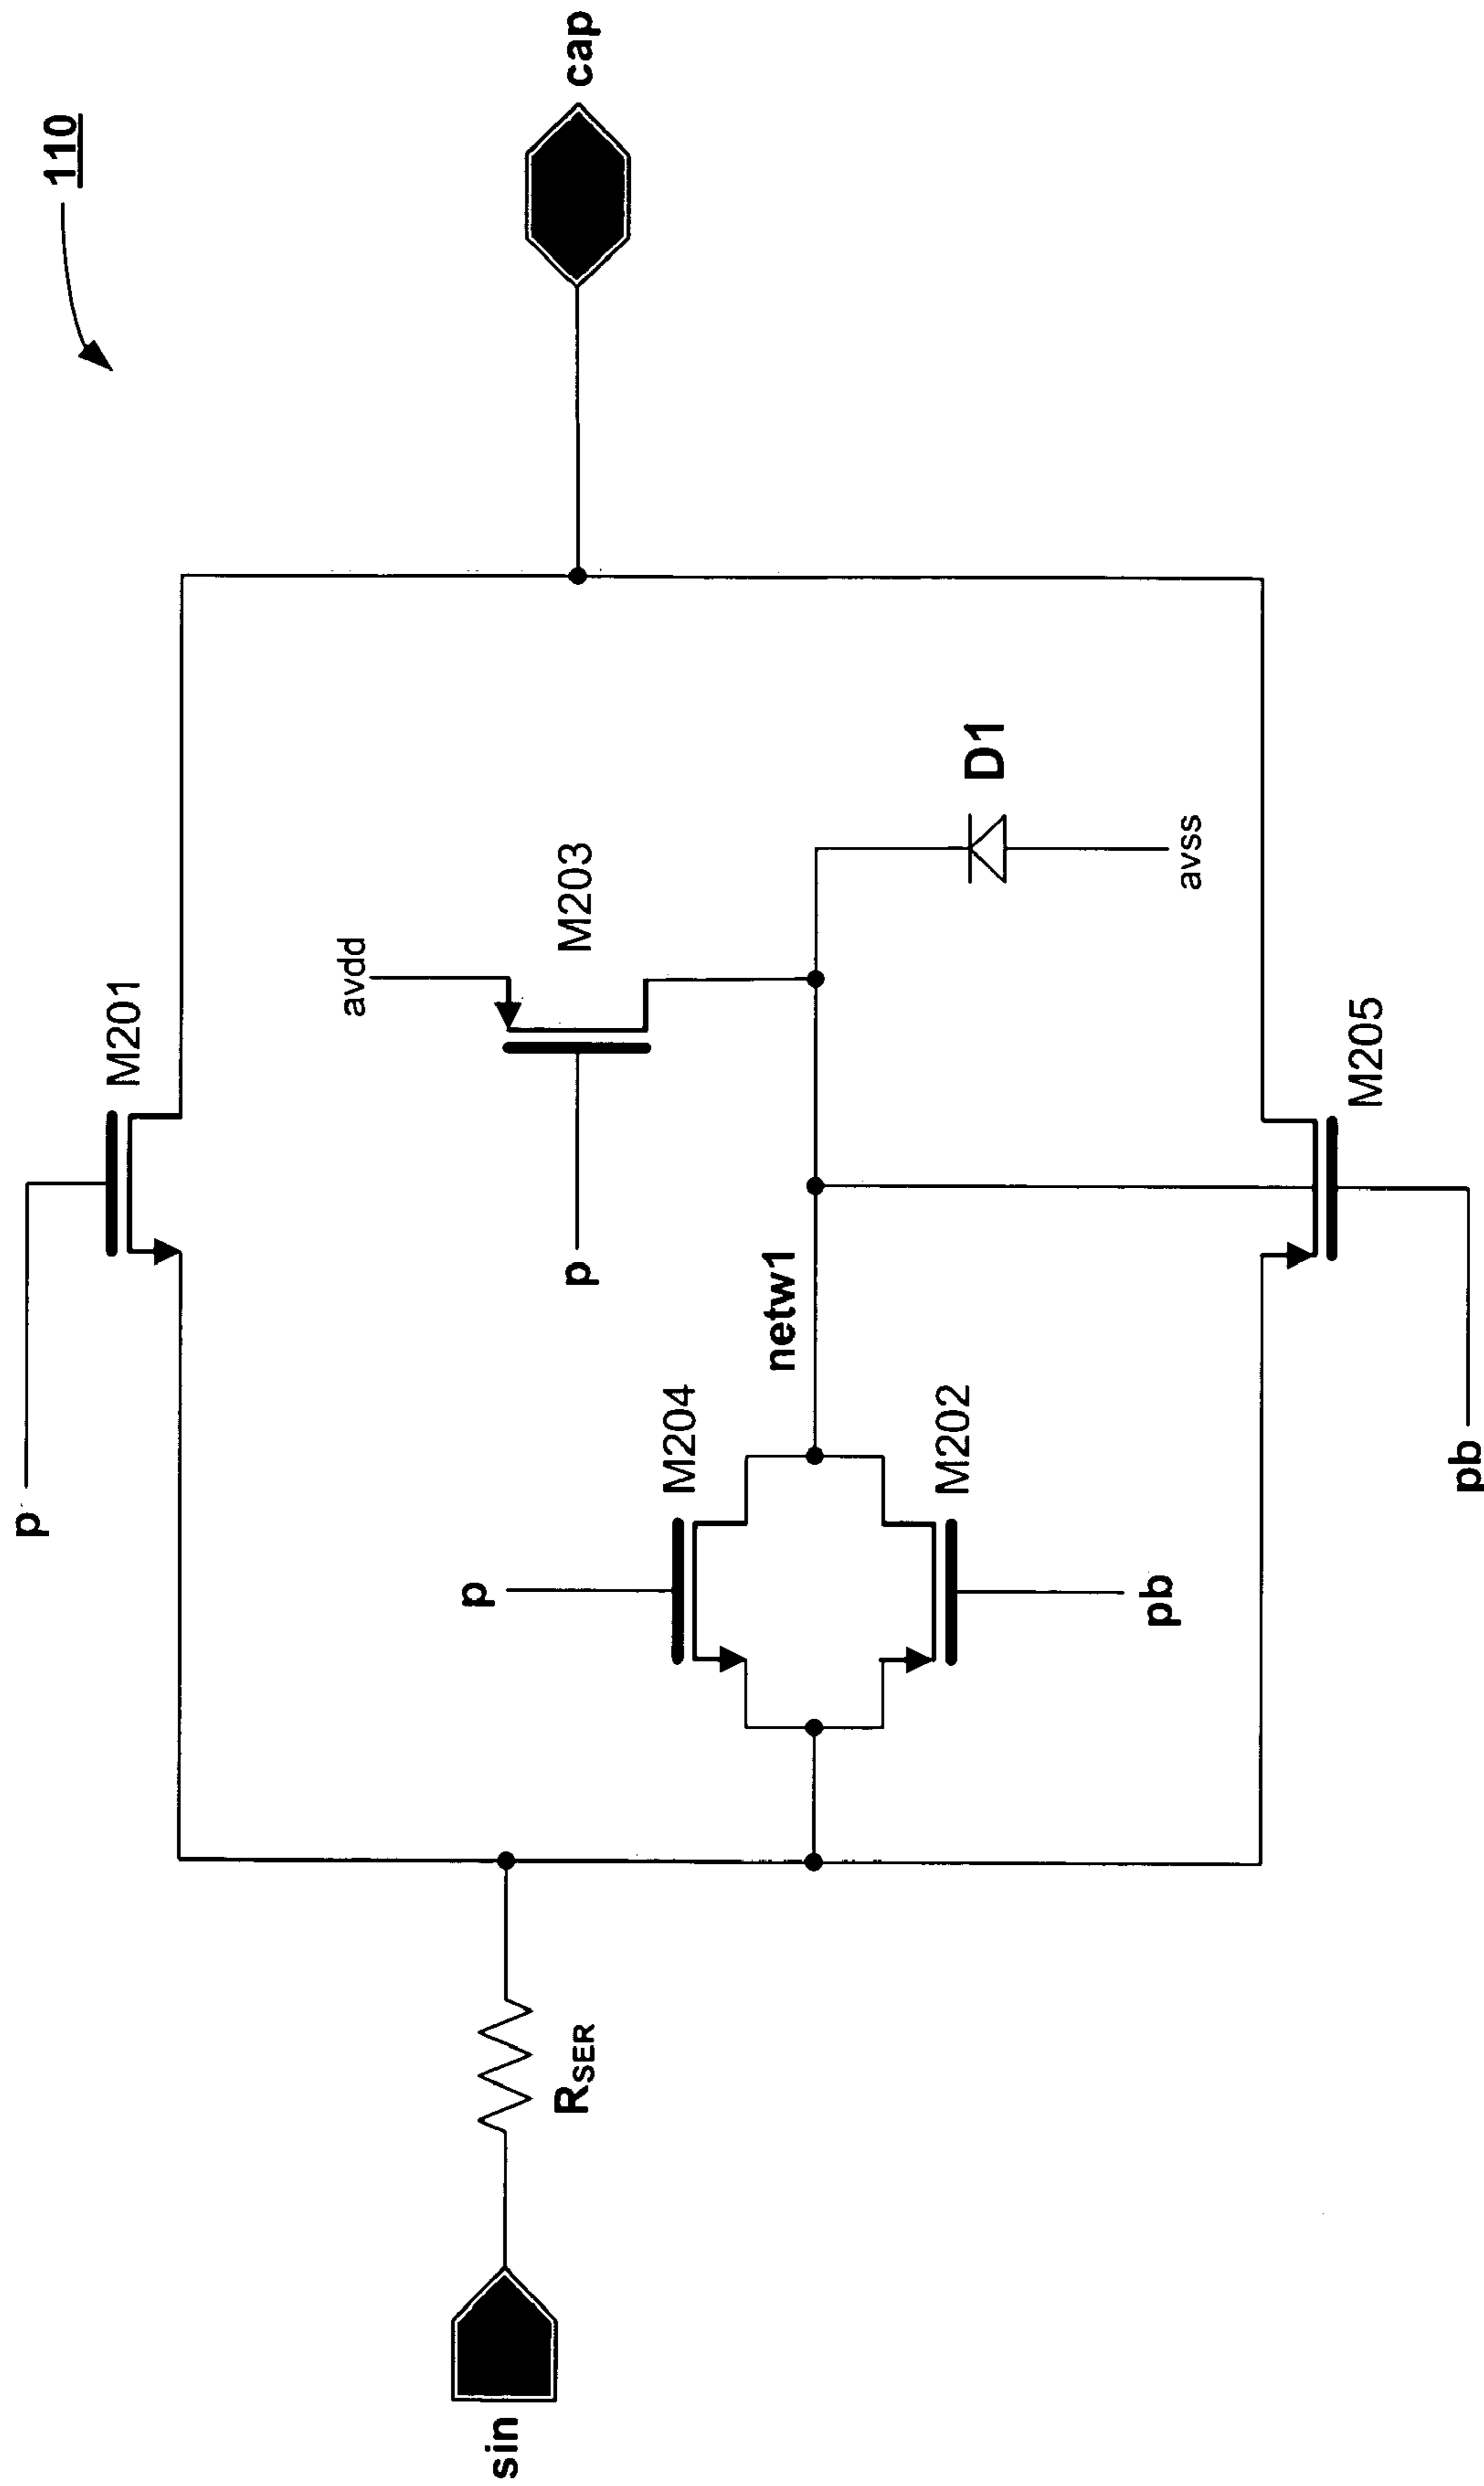 110
p
M201
avdd
M203
p
cap
sin
R_SER
p
M204
netw1
M202
pb
D1
avss
M205
pb